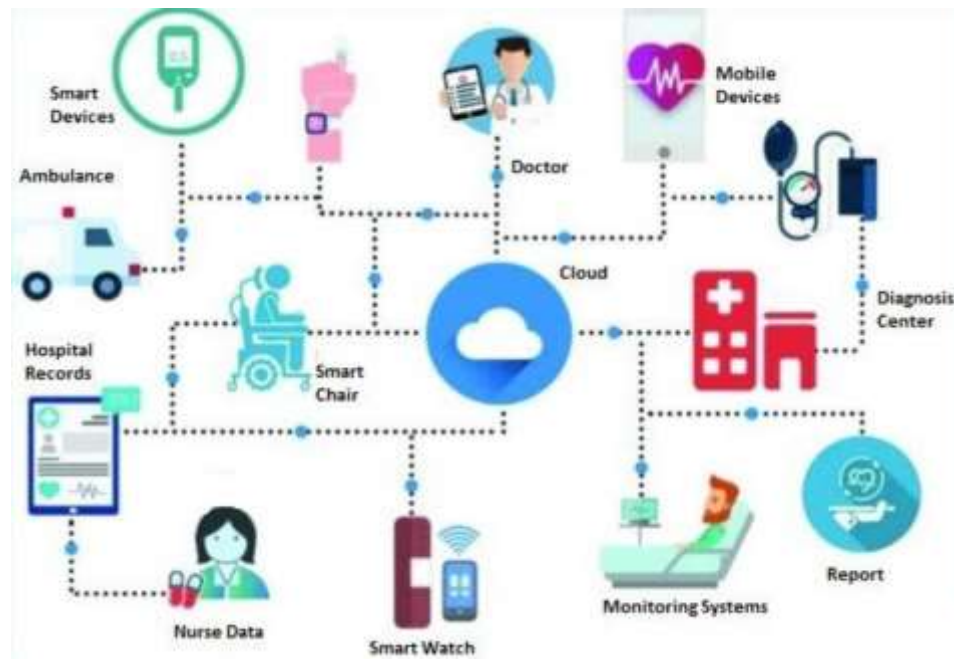 Smart
Devices
Mobile
Devices
Doctor
Ambulance
Cloud
Diagnosis
Center
Hospital
Records
Smart
Chair
Report
Monitoring Systems
Nurse Data
Smart Watch